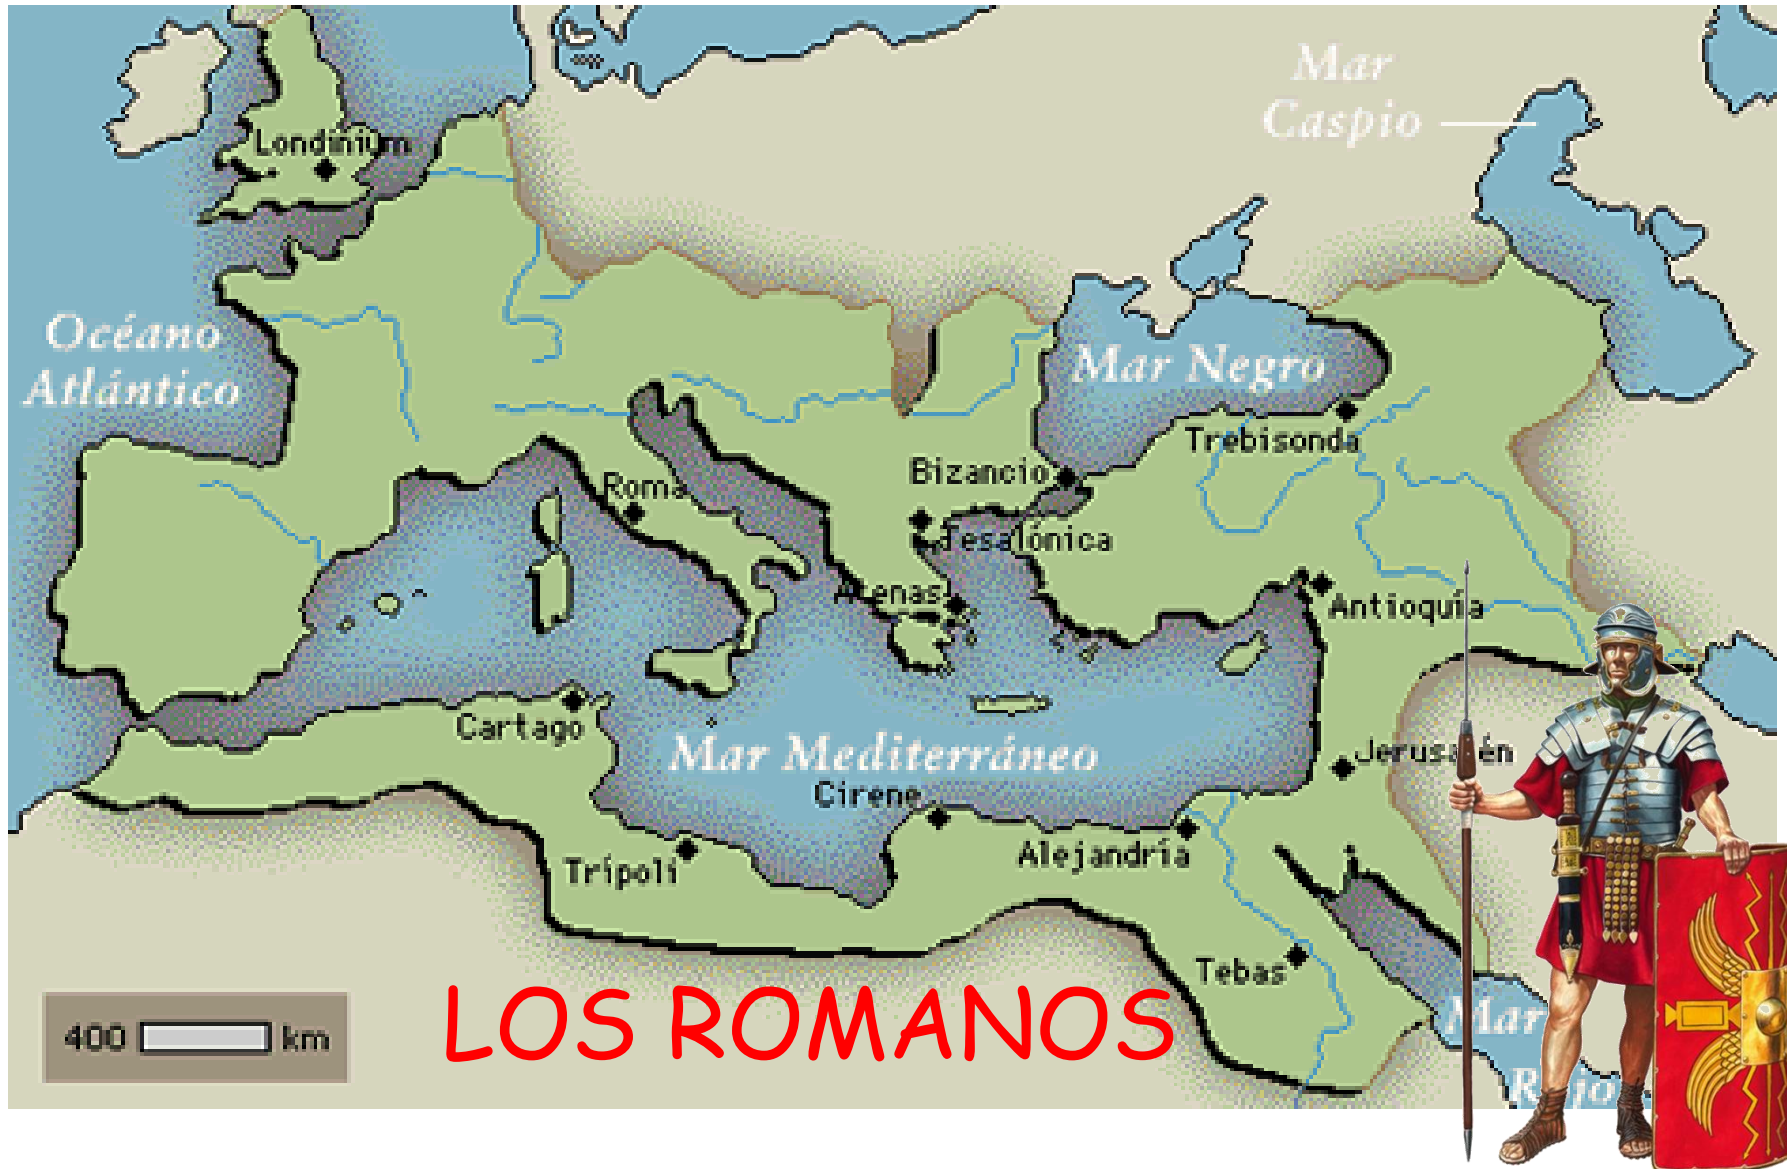 Mar
Caspio
Londinium
Océano
Atlántico
Mar Negro
Trebisonda
Bizancio
Roma
Tesalónica
Atenas
Antioquía
Cartago
Mar Mediterráneo
Jerusalén
Cirene
Alejandría
Trípoli
Tebas
LOS ROMANOS
400 km
Mar
Rojo